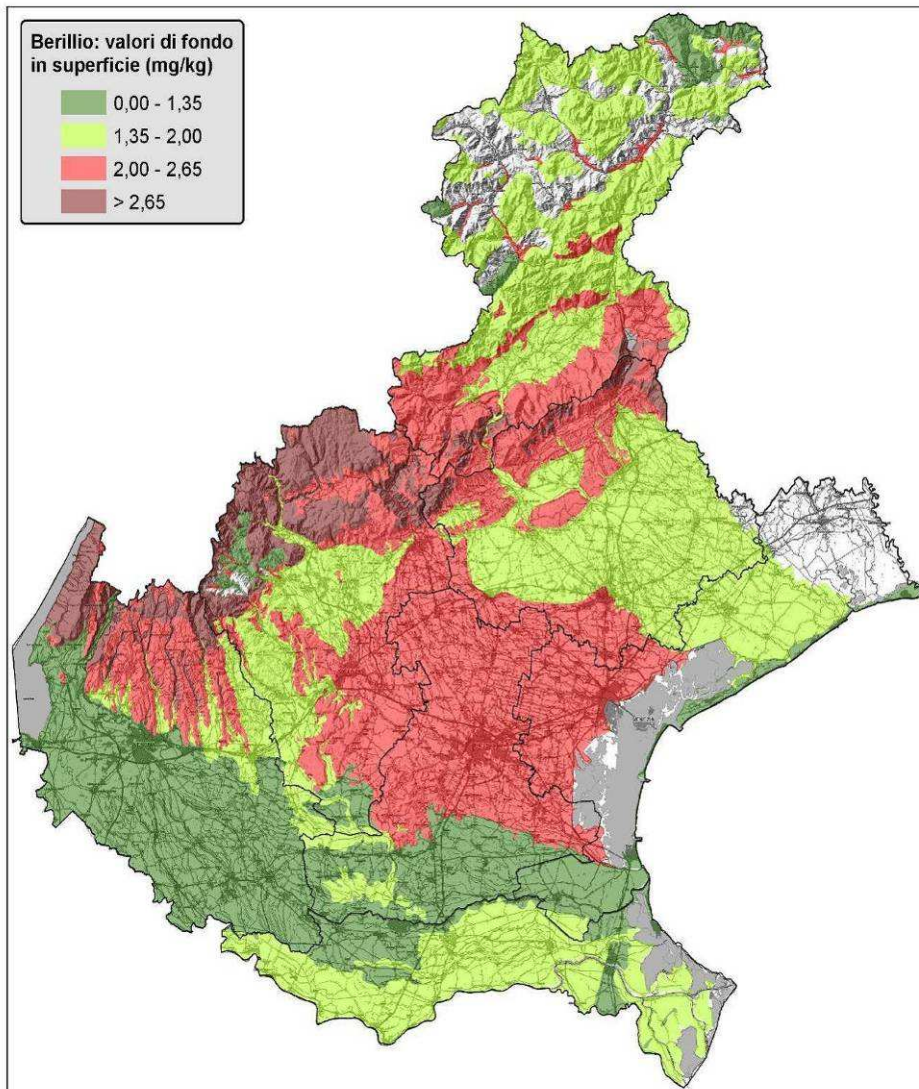 Berillio: valori di fondo
in superficie (mg/kg)
0,00 - 1,35
1,35 - 2,00
2,00 - 2,65
> 2,65